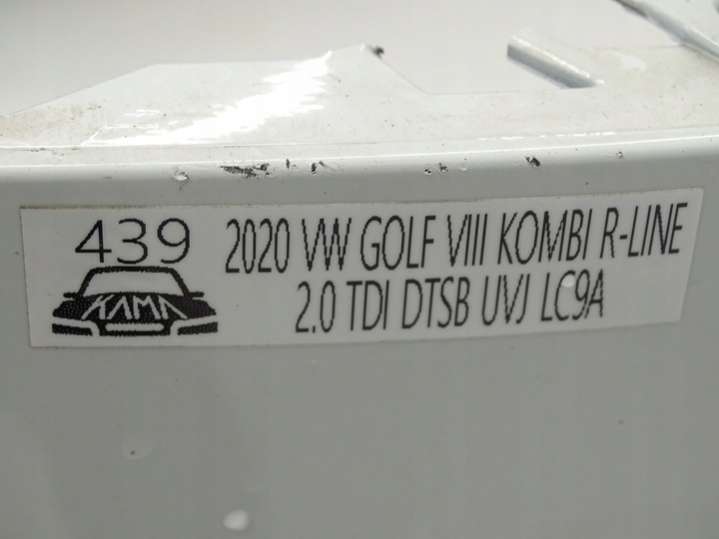 439
KAMA
2020 VW GOLF VIII KOMBI R-LINE
2.0 TDI DTSB UVJ LC9A